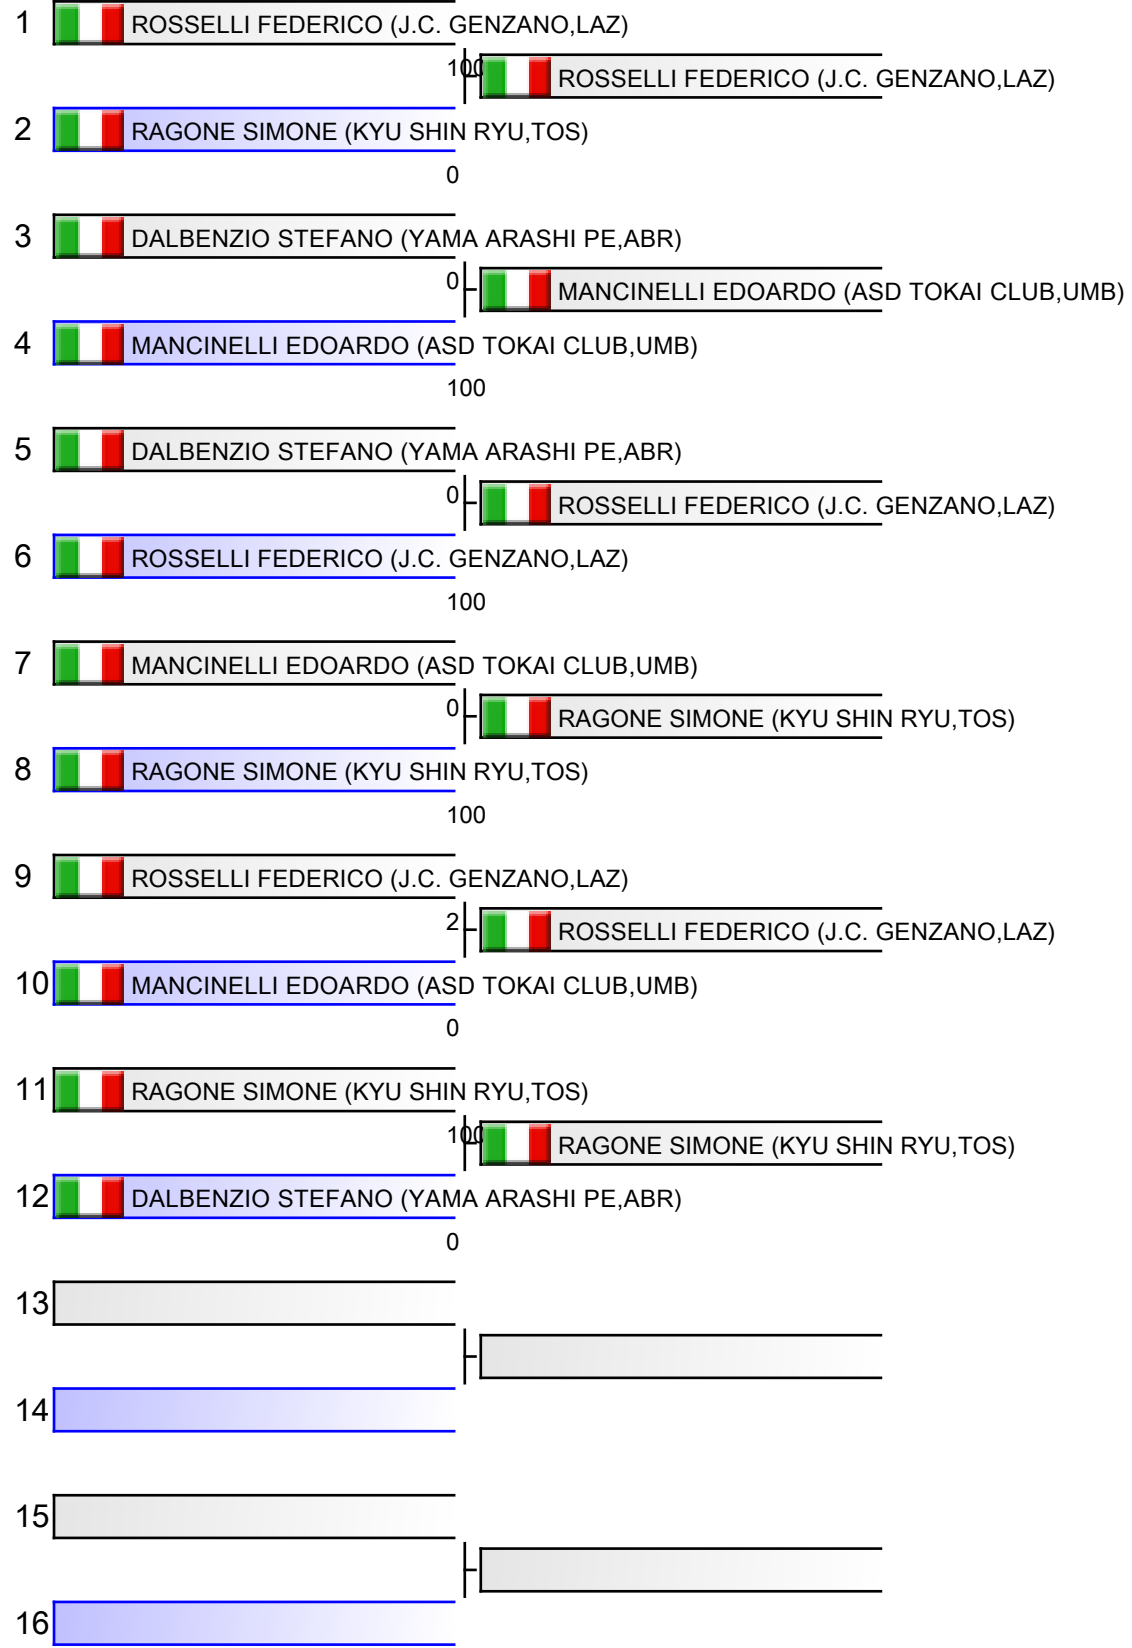 1 ROSSELLI FEDERICO (J.C. GENZANO,LAZ)
100 ROSSELLI FEDERICO (J.C. GENZANO,LAZ)
2 RAGONE SIMONE (KYU SHIN RYU,TOS)
0
3 DALBENZIO STEFANO (YAMA ARASHI PE,ABR)
0 MANCINELLI EDOARDO (ASD TOKAI CLUB,UMB)
4 MANCINELLI EDOARDO (ASD TOKAI CLUB,UMB)
100
5 DALBENZIO STEFANO (YAMA ARASHI PE,ABR)
0 ROSSELLI FEDERICO (J.C. GENZANO,LAZ)
6 ROSSELLI FEDERICO (J.C. GENZANO,LAZ)
100
7 MANCINELLI EDOARDO (ASD TOKAI CLUB,UMB)
0 RAGONE SIMONE (KYU SHIN RYU,TOS)
8 RAGONE SIMONE (KYU SHIN RYU,TOS)
100
9 ROSSELLI FEDERICO (J.C. GENZANO,LAZ)
2 ROSSELLI FEDERICO (J.C. GENZANO,LAZ)
10 MANCINELLI EDOARDO (ASD TOKAI CLUB,UMB)
0
11 RAGONE SIMONE (KYU SHIN RYU,TOS)
100 RAGONE SIMONE (KYU SHIN RYU,TOS)
12 DALBENZIO STEFANO (YAMA ARASHI PE,ABR)
0
13
14
15
16